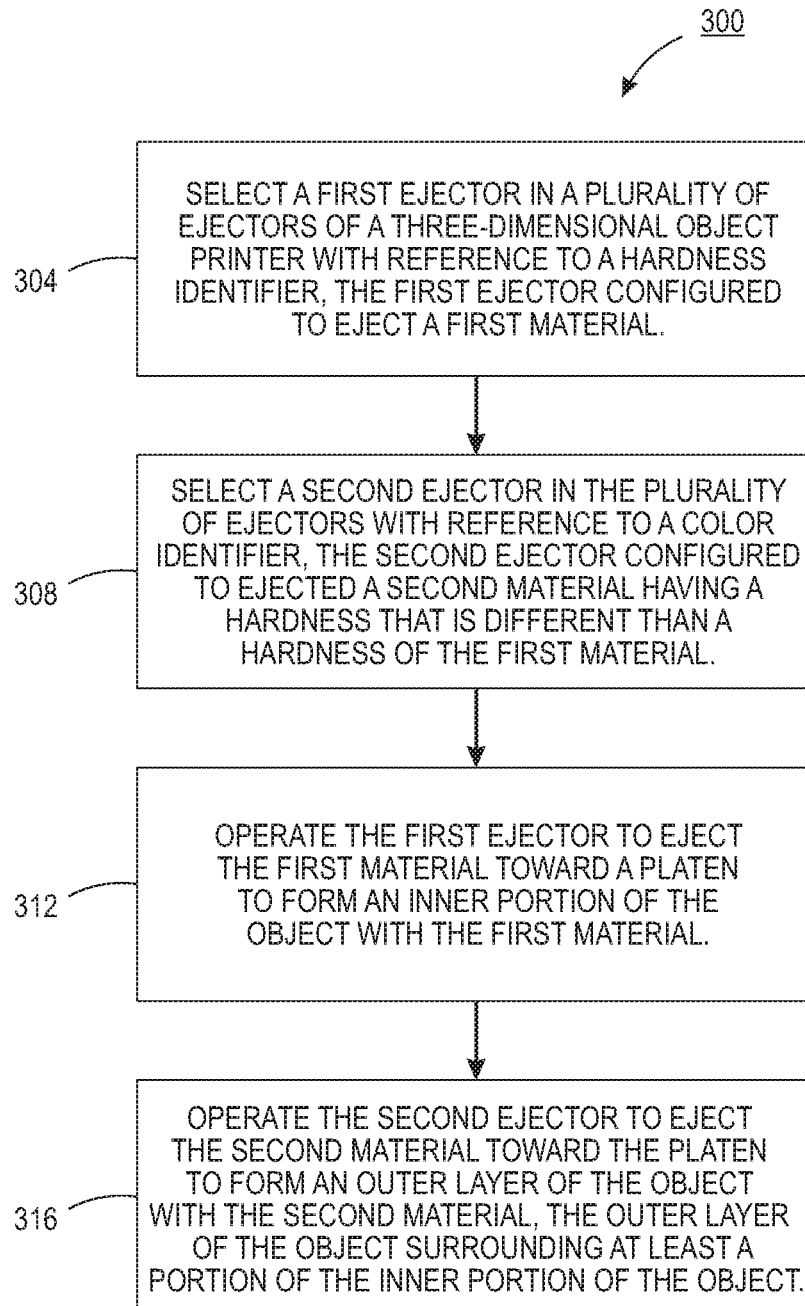 300
SELECT A FIRST EJECTOR IN A PLURALITY OF
EJECTORS OF A THREE-DIMENSIONAL OBJECT
PRINTER WITH REFERENCE TO A HARDNESS
IDENTIFIER, THE FIRST EJECTOR CONFIGURED
TO EJECT A FIRST MATERIAL.
304
SELECT A SECOND EJECTOR IN THE PLURALITY
OF EJECTORS WITH REFERENCE TO A COLOR
IDENTIFIER, THE SECOND EJECTOR CONFIGURED
TO EJECTED A SECOND MATERIAL HAVING A
HARDNESS THAT IS DIFFERENT THAN A
HARDNESS OF THE FIRST MATERIAL.
308
OPERATE THE FIRST EJECTOR TO EJECT
THE FIRST MATERIAL TOWARD A PLATEN
TO FORM AN INNER PORTION OF THE
OBJECT WITH THE FIRST MATERIAL.
312
OPERATE THE SECOND EJECTOR TO EJECT
THE SECOND MATERIAL TOWARD THE PLATEN
TO FORM AN OUTER LAYER OF THE OBJECT
WITH THE SECOND MATERIAL, THE OUTER LAYER
OF THE OBJECT SURROUNDING AT LEAST A
PORTION OF THE INNER PORTION OF THE OBJECT.
316